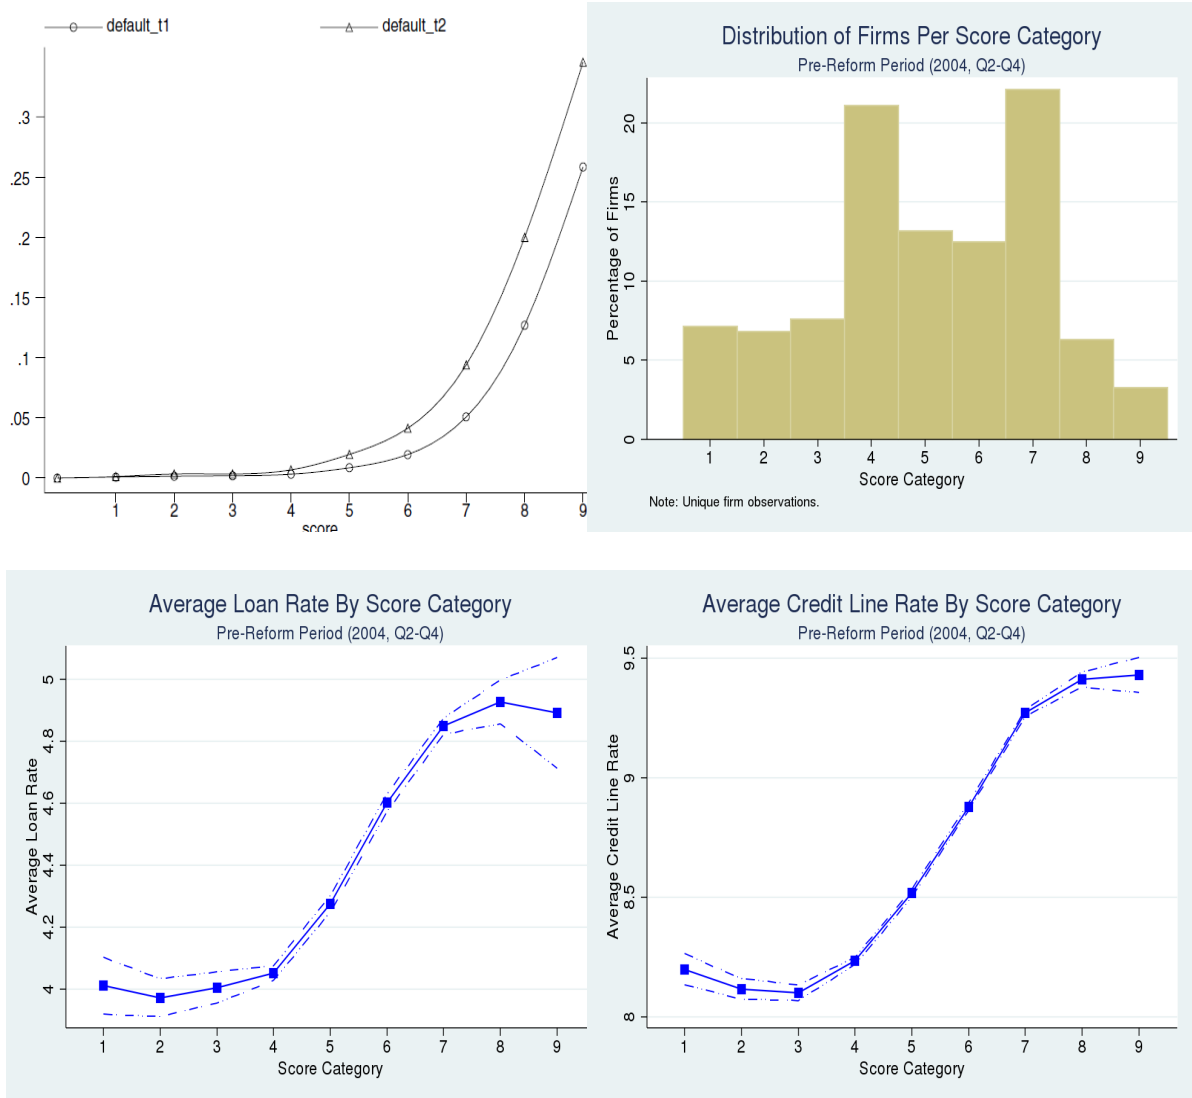 default_t1 default_t2
.3
.25
.2
.15
.1
.05
0
1 2 3 4 5 6 7 8 9
score
Distribution of Firms Per Score Category
Pre-Reform Period (2004, Q2-Q4)
Percentage of Firms
20
15
10
5
0
1 2 3 4 5 6 7 8 9
Score Category
Note: Unique firm observations.
Average Loan Rate By Score Category
Pre-Reform Period (2004, Q2-Q4)
Average Loan Rate
5
4.8
4.6
4.4
4.2
4
1 2 3 4 5 6 7 8 9
Score Category
Average Credit Line Rate By Score Category
Pre-Reform Period (2004, Q2-Q4)
Average Credit Line Rate
9.5
9
8.5
8
1 2 3 4 5 6 7 8 9
Score Category